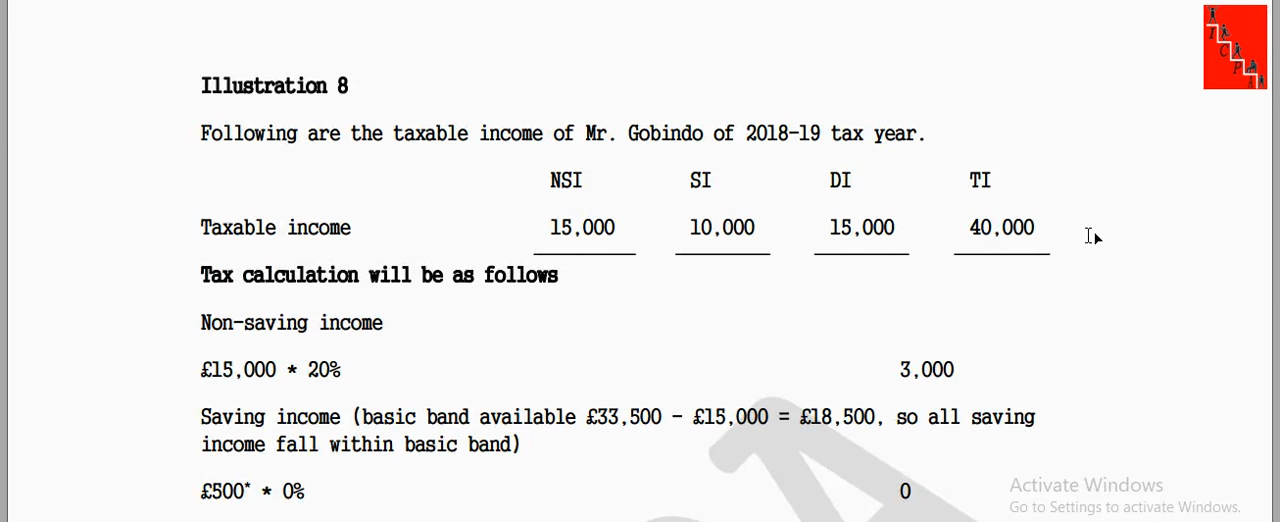 Illustration 8
Following are the taxable income of Mr. Gobindo of 2018-19 tax year.
NSI SI DI TI
Taxable income 15,000 10,000 15,000 40,000
Tax calculation will be as follows
Non-saving income
£15,000 * 20% 3,000
Saving income (basic band available £33,500 - £15,000 = £18,500, so all saving
income fall within basic band)
£500* * 0% 0
Activate Windows
Go to Settings to activate Windows.
I
C
P
A